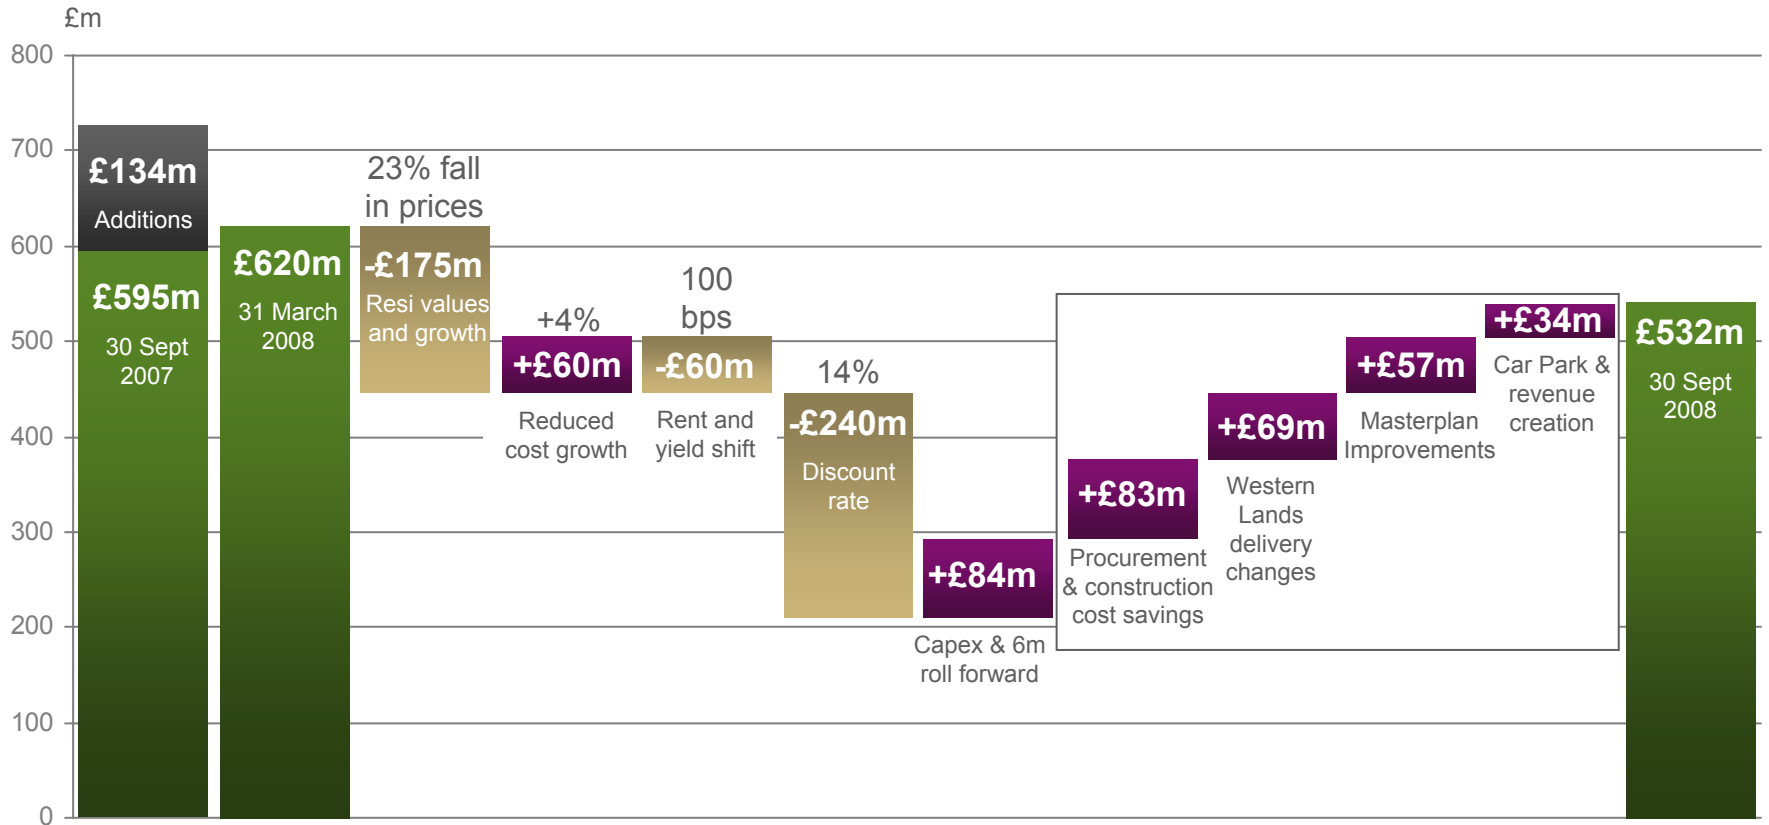 £m
800
700
600
500
400
300
200
100
0
£134m
Additions
£595m
30 Sept
2007
£620m
31 March
2008
23% fall
in prices
-£175m
Resi values
and growth
+4%
+£60m
Reduced
cost growth
100
bps
-£60m
Rent and
yield shift
14%
-£240m
Discount
rate
+£84m
Capex & 6m
roll forward
+£83m
Procurement
& construction
cost savings
+£69m
Western
Lands
delivery
changes
+£57m
Masterplan
Improvements
+£34m
Car Park &
revenue
creation
£532m
30 Sept
2008